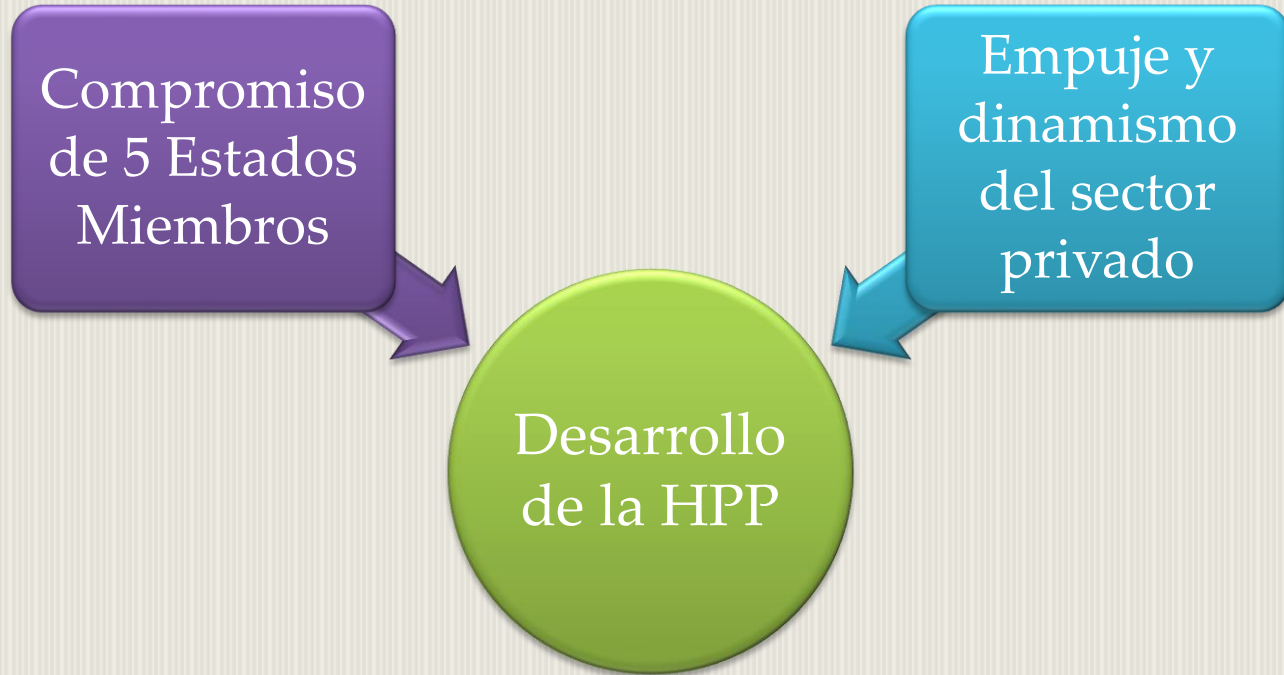 Compromiso
de 5 Estados
Miembros
Empuje y
dinamismo
del sector
privado
Desarrollo
de la HPP